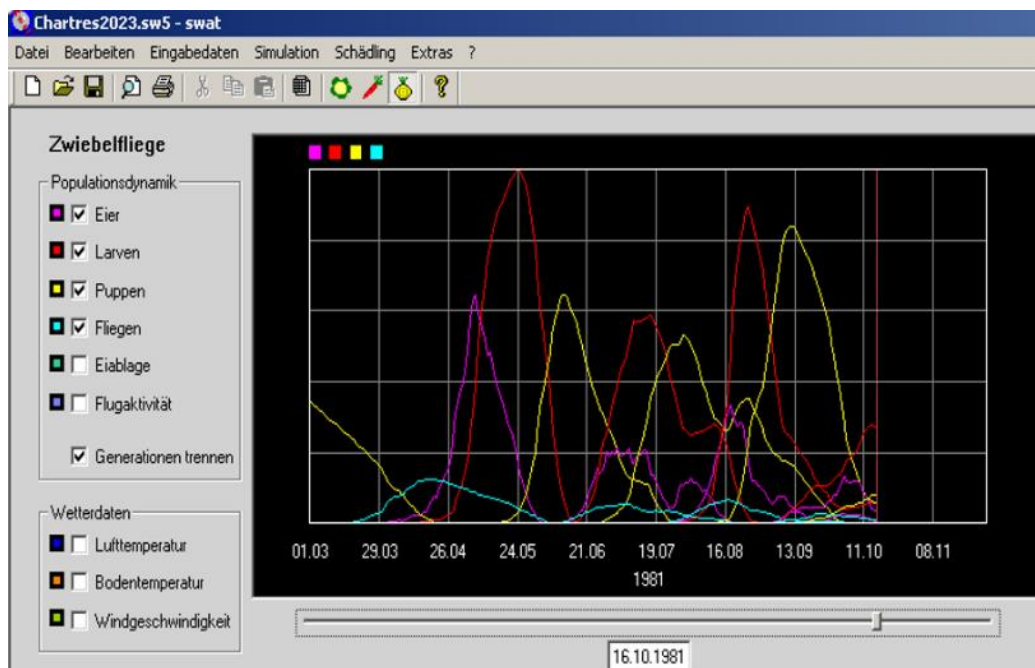 Chartres2023.sw5 - swat
Datei Bearbeiten Eingabedaten Simulation Schädling Extras ?
Zwiebelfliege
Populationsdynamik
Eier
Larven
Puppen
Fliegen
Eiablage
Flugaktivität
Generationen trennen
Wetterdaten
Lufttemperatur
Bodentemperatur
Windgeschwindigkeit
01.03 29.03 26.04 24.05 21.06 19.07 16.08 13.09 11.10 08.11
1981
16.10.1981